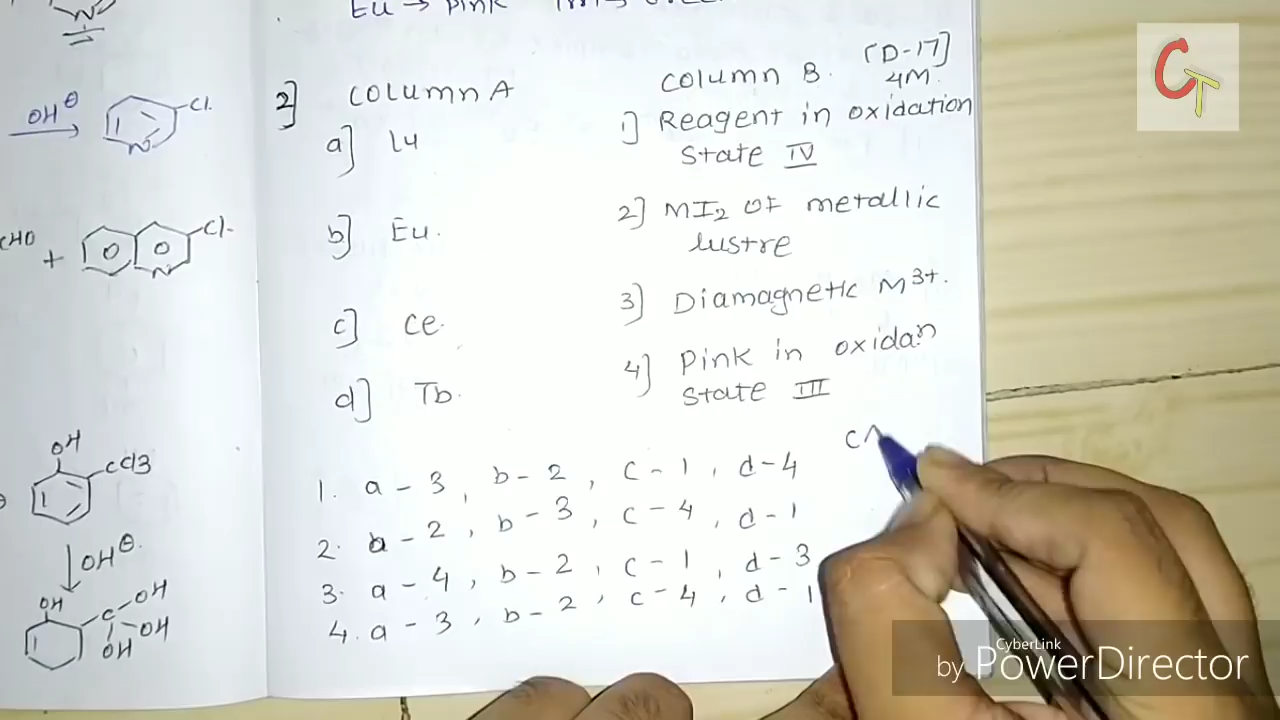 Eu → Pink
OH⊖
Cl
CHO
+
Cl
N
OH
CCl3
OH⊖
OH
C
OH
OH
OH
2] Column A
Column B. [D-17]
4M.
a] Lu
1] Reagent in oxidation
State IV
b] Eu.
2] MI₂ of metallic
lustre
c] Ce.
3] Diamagnetic M³⁺.
d] Tb.
4] Pink in oxidan
State III
1. a - 3, b - 2, c - 1, d - 4
2. a - 2, b - 3, c - 4, d - 1
3. a - 4, b - 2, c - 1, d - 3
4. a - 3, b - 2, c - 4, d - 1
CT
CyberLink
by PowerDirector